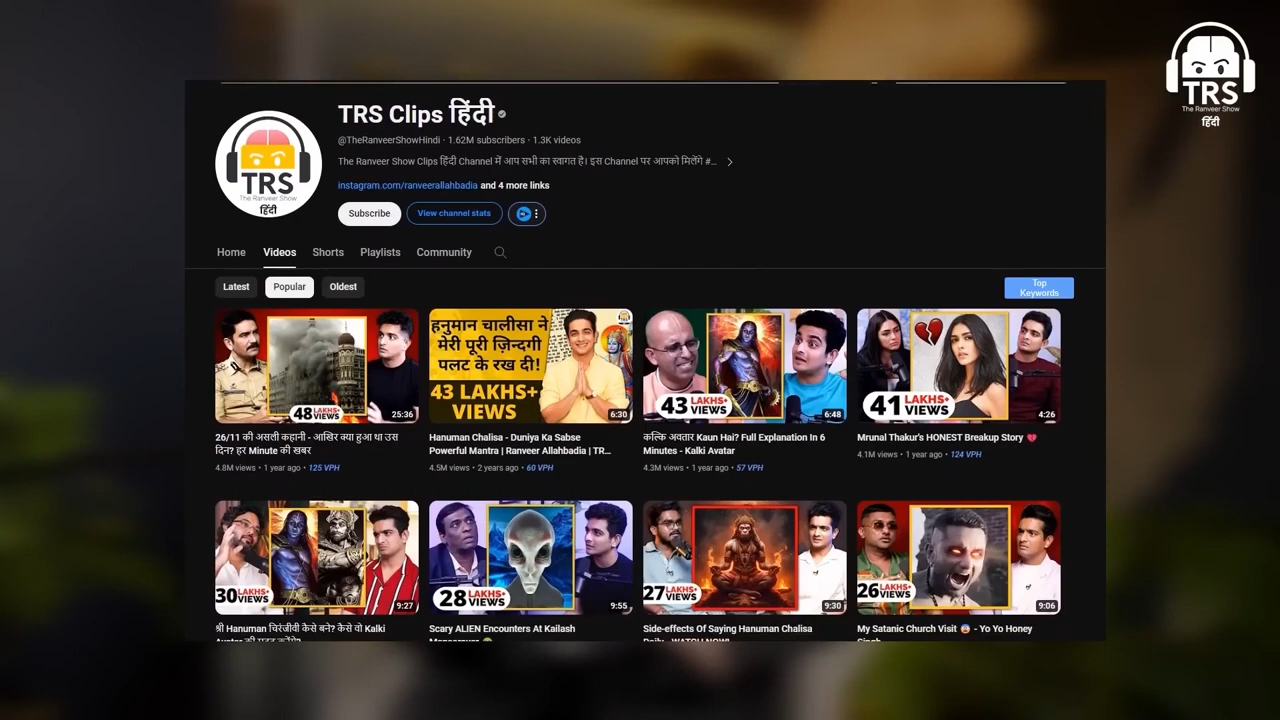 TRS
The Ranveer Show
हिंदी
TRS Clips हिंदी
@TheRanveerShowHindi · 1.62M subscribers · 1.3K videos
The Ranveer Show Clips हिंदी Channel में आप सभी का स्वागत है। इस Channel पर आपको मिलेंगे #...
instagram.com/ranveerallahbadia and 4 more links
Subscribe View channel stats
TRS
The Ranveer Show
हिंदी
Home Videos Shorts Playlists Community
Latest Popular Oldest
Top
Keywords
48 LAKHS+
VIEWS
25:36
हनुमान चालीसा ने
मेरी पूरी ज़िन्दगी
पलट के रख दी!
43 LAKHS+
VIEWS
6:30
43 LAKHS+
VIEWS
6:48
41 LAKHS+
VIEWS
4:26
26/11 की असली कहानी - आखिर क्या हुआ था उस
दिन? हर Minute की खबर
4.8M views • 1 year ago • 125 VPH
Hanuman Chalisa - Duniya Ka Sabse
Powerful Mantra | Ranveer Allahbadia | TR...
4.5M views • 2 years ago • 60 VPH
कल्कि अवतार Kaun Hai? Full Explanation In 6
Minutes - Kalki Avatar
4.3M views • 1 year ago • 57 VPH
Mrunal Thakur's HONEST Breakup Story 💔
4.1M views • 1 year ago • 124 VPH
30 LAKHS+
VIEWS
9:27
28 LAKHS+
VIEWS
9:55
27 LAKHS+
VIEWS
9:30
26 LAKHS+
VIEWS
9:06
श्री Hanuman चिरंजीवी कैसे बने? कैसे वो Kalki
Scary ALIEN Encounters At Kailash
Side-effects Of Saying Hanuman Chalisa
My Satanic Church Visit 😨 - Yo Yo Honey